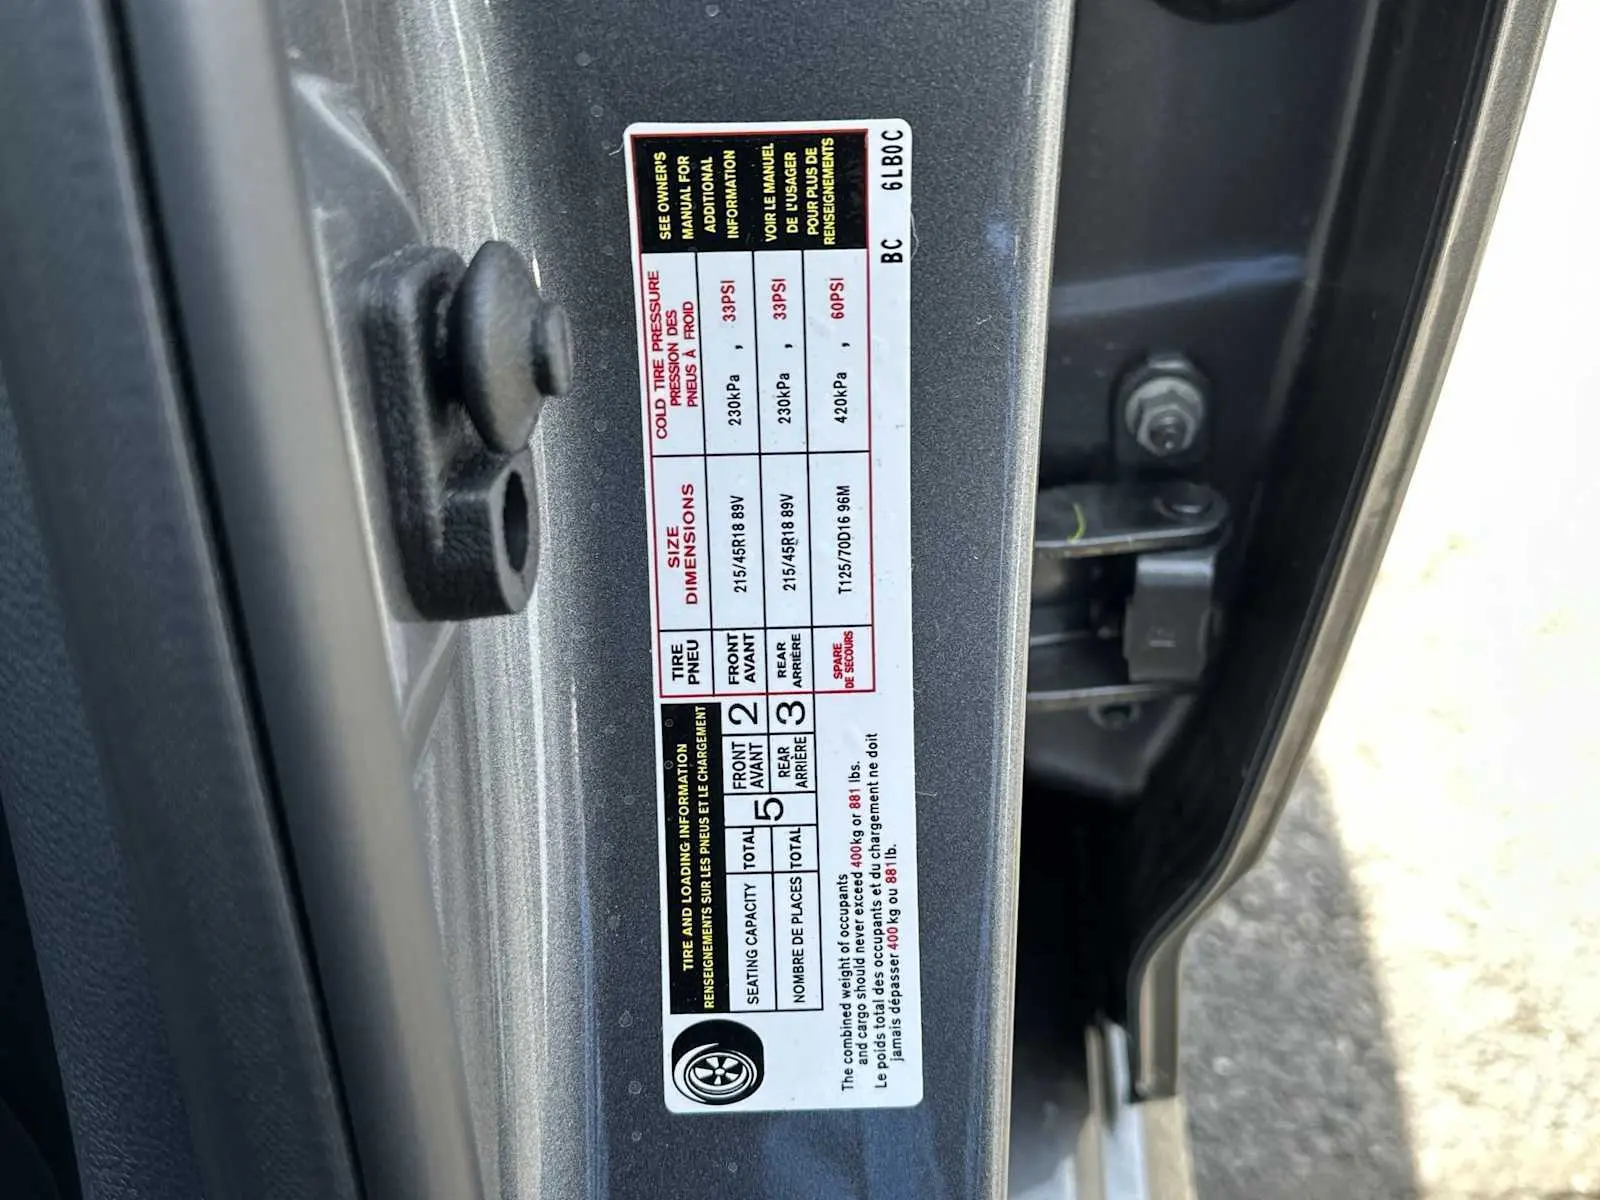 TIRE AND LOADING INFORMATION
RENSEIGNEMENTS SUR LES PNEUS ET LE CHARGEMENT
SEATING CAPACITY
NOMBRE DE PLACES
TOTAL
TOTAL
5
FRONT
AVANT
2
REAR
ARRIÈRE
3
The combined weight of occupants
and cargo should never exceed 400kg or 881 lbs.
Le poids total des occupants et du chargement ne doit
jamais dépasser 400 kg ou 881 lb.
TIRE
PNEU
SIZE
DIMENSIONS
COLD TIRE PRESSURE
PRESSION DES
PNEUS À FROID
FRONT
AVANT
215/45R18 89V
230kPa , 33PSI
REAR
ARRIÈRE
215/45R18 89V
230kPa , 33PSI
SPARE
DE SECOURS
T125/70D16 96M
420kPa , 60PSI
SEE OWNER'S
MANUAL FOR
ADDITIONAL
INFORMATION
VOIR LE MANUEL
DE L'USAGER
POUR PLUS DE
RENSEIGNEMENTS
BC 6LB0C